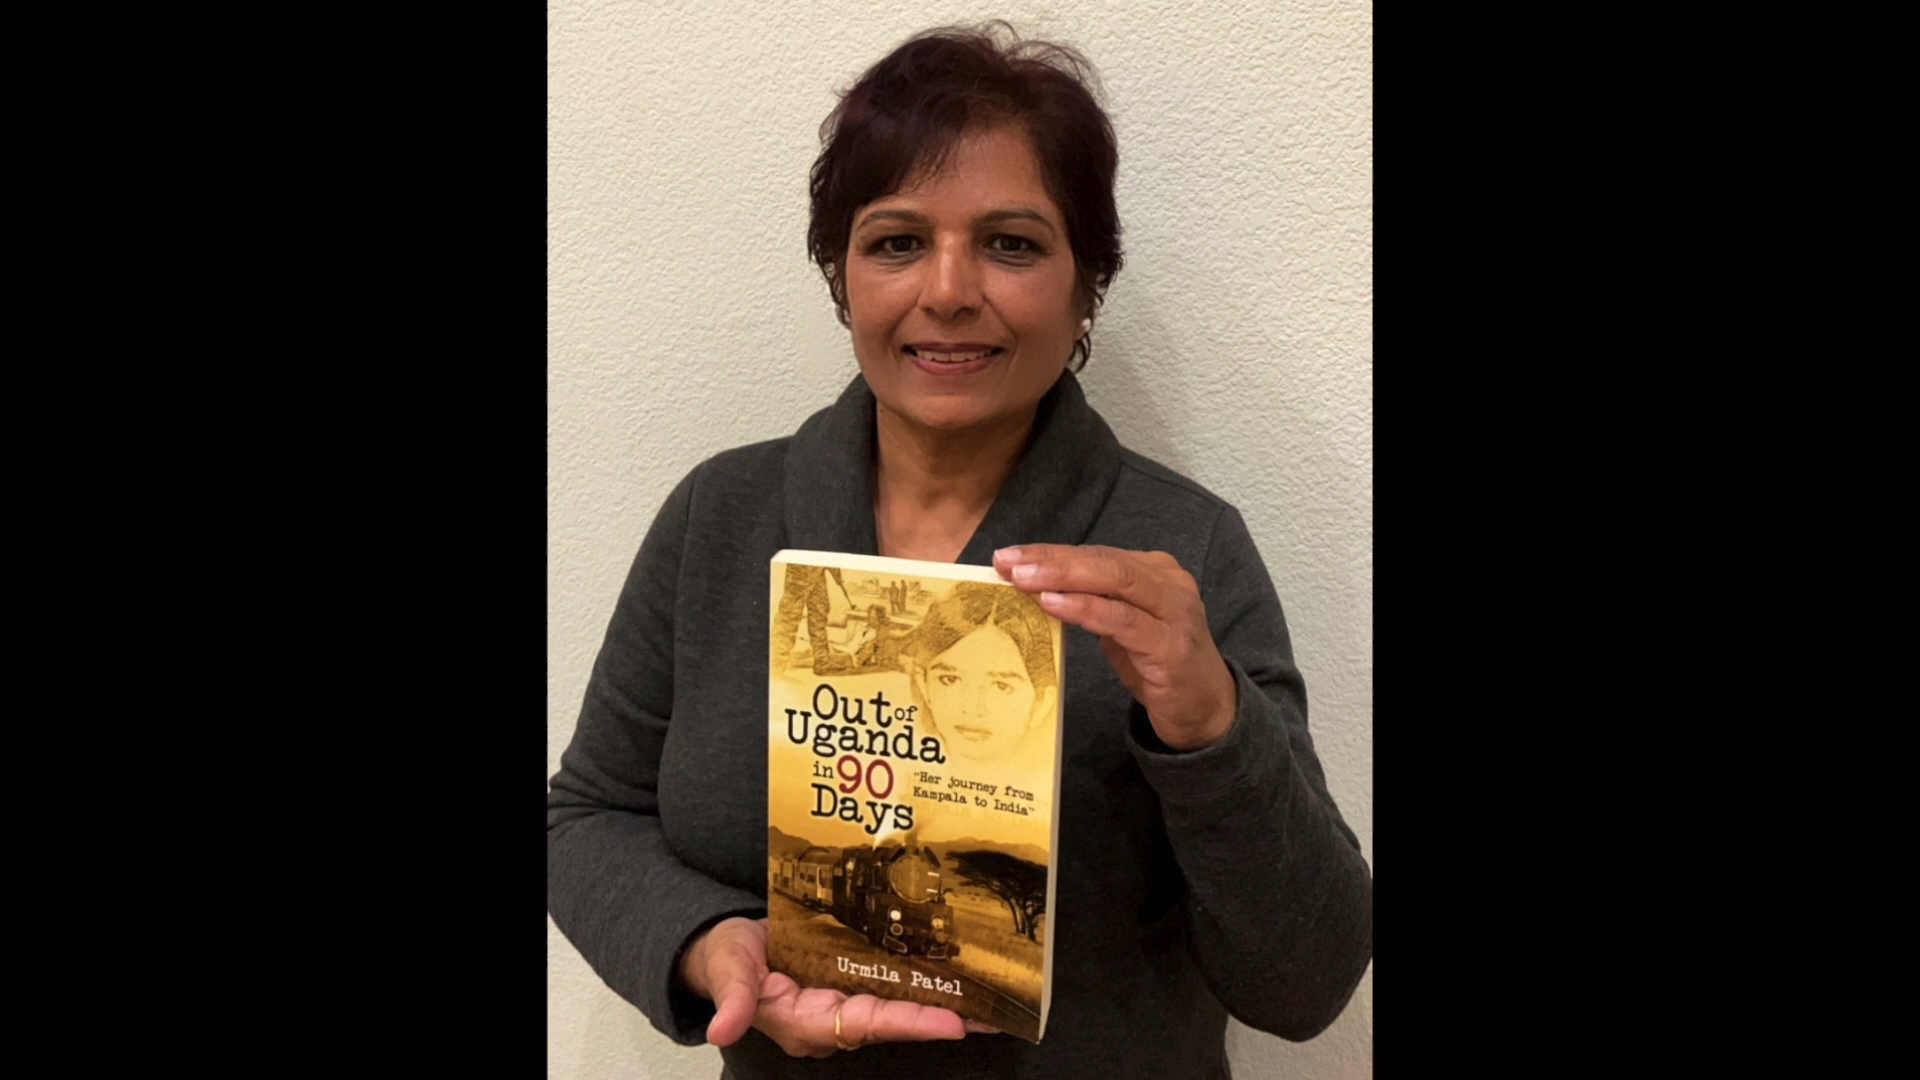 Out of
Uganda
in 90
Days
"Her journey from
Kampala to India"
Urmila Patel